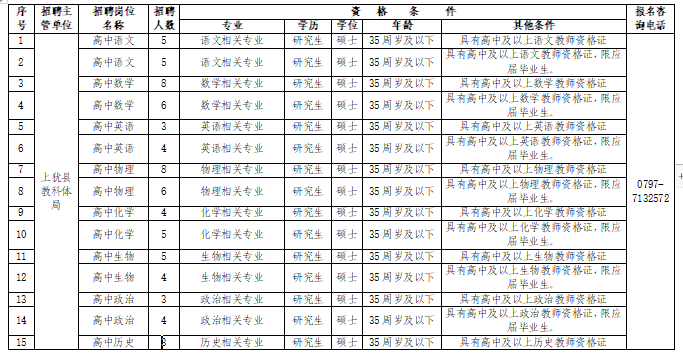 序号 招聘主管单位 招聘岗位名称 招聘人数 资格条件 报名咨询电话
专业 学历 学位 年龄 其他条件
上犹县教科体局
0797-7132572
1 高中语文 5 语文相关专业 研究生 硕士 35周岁及以下 具有高中及以上语文教师资格证
2 高中语文 5 语文相关专业 研究生 硕士 35周岁及以下 具有高中及以上语文教师资格证,限应届毕业生。
3 高中数学 8 数学相关专业 研究生 硕士 35周岁及以下 具有高中及以上数学教师资格证
4 高中数学 6 数学相关专业 研究生 硕士 35周岁及以下 具有高中及以上数学教师资格证,限应届毕业生。
5 高中英语 3 英语相关专业 研究生 硕士 35周岁及以下 具有高中及以上英语教师资格证
6 高中英语 4 英语相关专业 研究生 硕士 35周岁及以下 具有高中及以上英语教师资格证,限应届毕业生。
7 高中物理 8 物理相关专业 研究生 硕士 35周岁及以下 具有高中及以上物理教师资格证
8 高中物理 6 物理相关专业 研究生 硕士 35周岁及以下 具有高中及以上物理教师资格证,限应届毕业生。
9 高中化学 4 化学相关专业 研究生 硕士 35周岁及以下 具有高中及以上化学教师资格证
10 高中化学 5 化学相关专业 研究生 硕士 35周岁及以下 具有高中及以上化学教师资格证,限应届毕业生。
11 高中生物 5 生物相关专业 研究生 硕士 35周岁及以下 具有高中及以上生物教师资格证
12 高中生物 4 生物相关专业 研究生 硕士 35周岁及以下 具有高中及以上生物教师资格证,限应届毕业生。
13 高中政治 3 政治相关专业 研究生 硕士 35周岁及以下 具有高中及以上政治教师资格证
14 高中政治 4 政治相关专业 研究生 硕士 35周岁及以下 具有高中及以上政治教师资格证,限应届毕业生。
15 高中历史 历史相关专业 研究生 硕士 35周岁及以下 具有高中及以上历史教师资格证